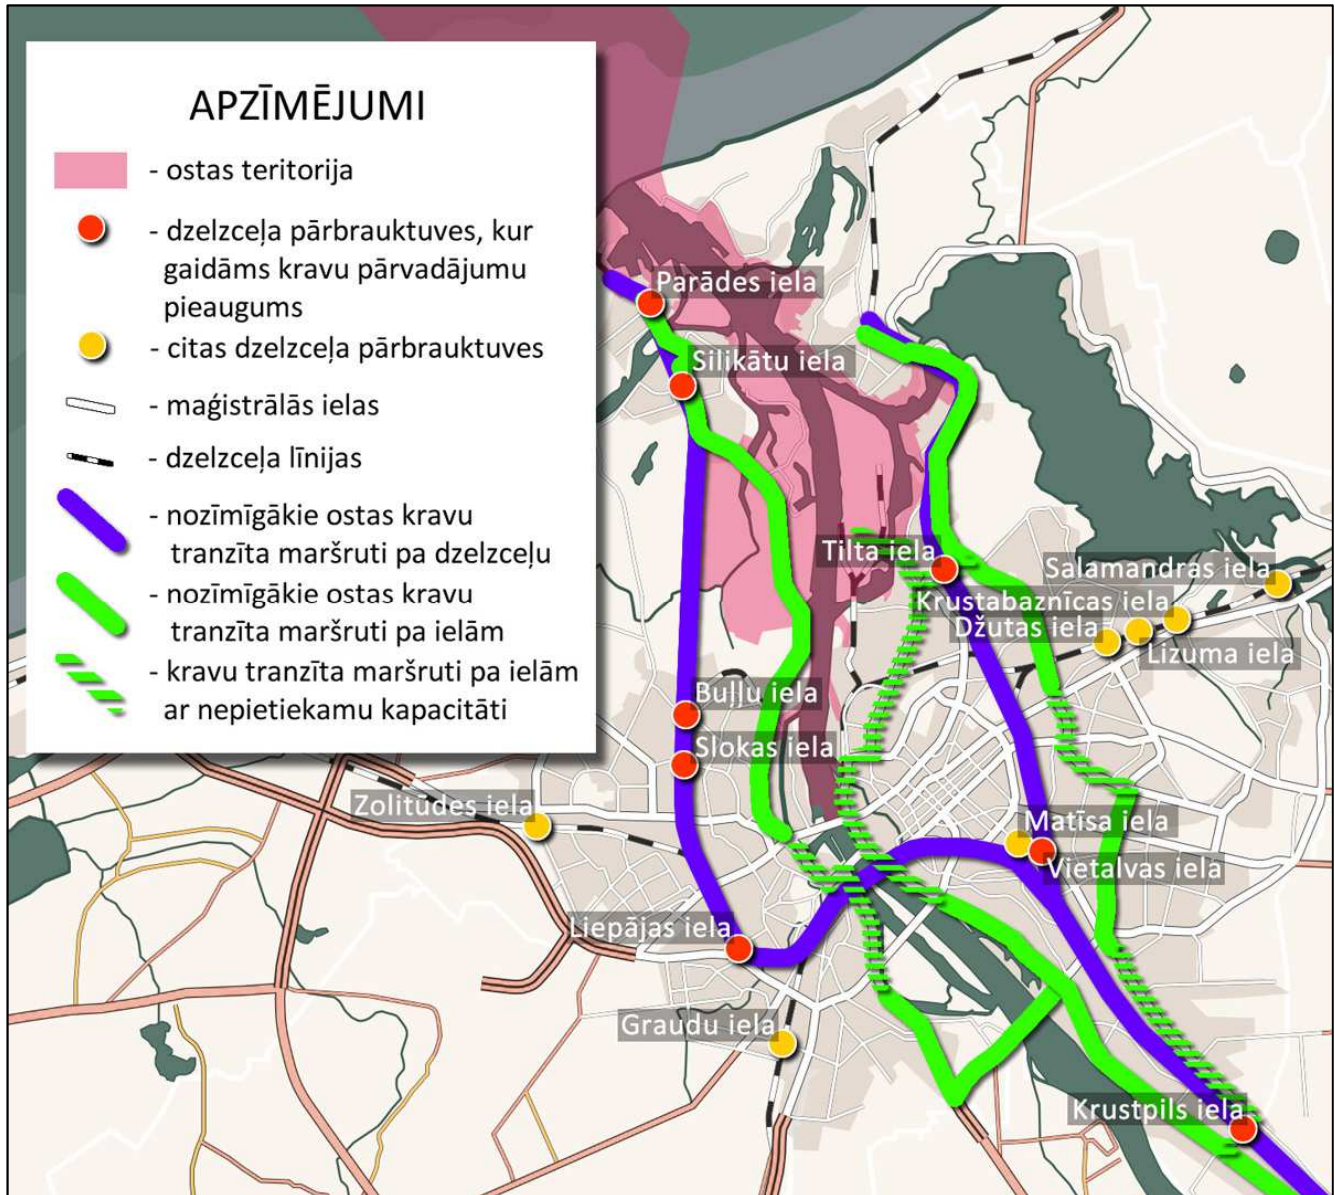 APZĪMĒJUMI
- ostas teritorija
- dzelzceļa pārbrauktuves, kur
gaidāms kravu pārvadājumu
pieaugums
- citas dzelzceļa pārbrauktuves
- maģistrālās ielas
- dzelzceļa līnijas
- nozīmīgākie ostas kravu
tranzīta maršruti pa dzelzceļu
- nozīmīgākie ostas kravu
tranzīta maršruti pa ielām
- kravu tranzīta maršruti pa ielām
ar nepietiekamu kapacitāti
Parādes iela
Silikātu iela
Tilta iela
Salamandras iela
Krustabaznīcas iela
Džutas iela
Lizuma iela
Buļļu iela
Slokas iela
Zolitūdes iela
Matīsa iela
Vietalvas iela
Liepājas iela
Graudu iela
Krustpils iela